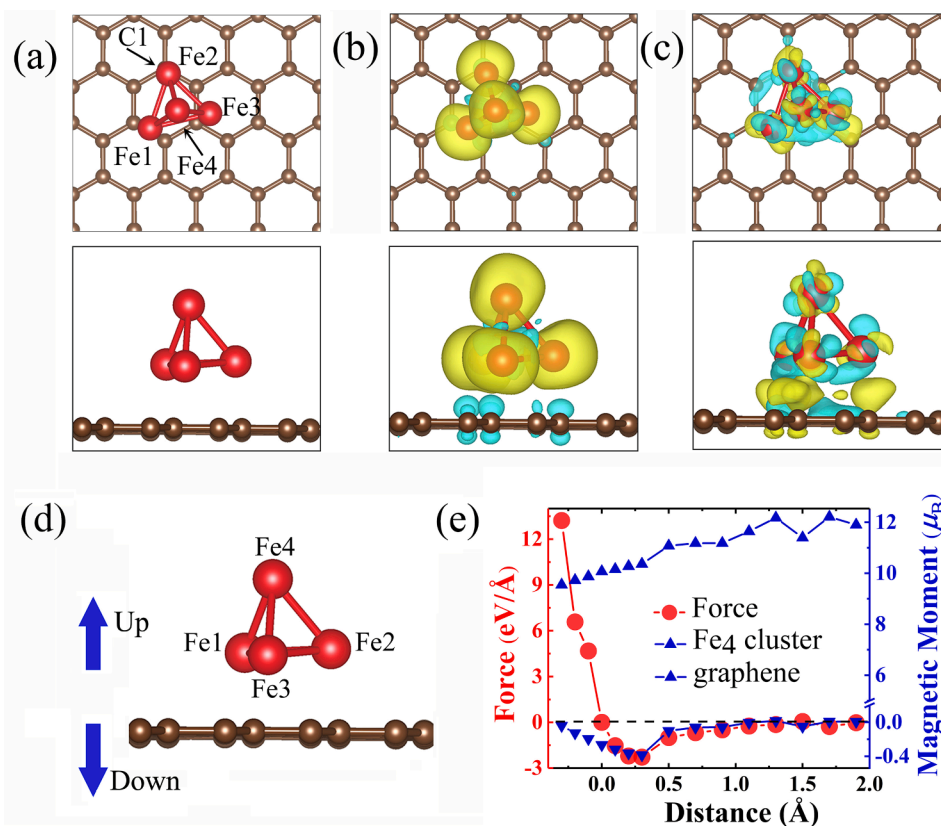 (a)
C1
Fe2
Fe3
Fe1
Fe4
(b)
(c)
(d)
Up
Down
Fe4
Fe1
Fe2
Fe3
(e)
Force (eV/Å)
12
9
6
3
0
-3
Force
Fe4 cluster
graphene
12
10
8
6
0.0
-0.4
Magnetic Moment (μB)
0.0
0.5
1.0
1.5
2.0
Distance (Å)